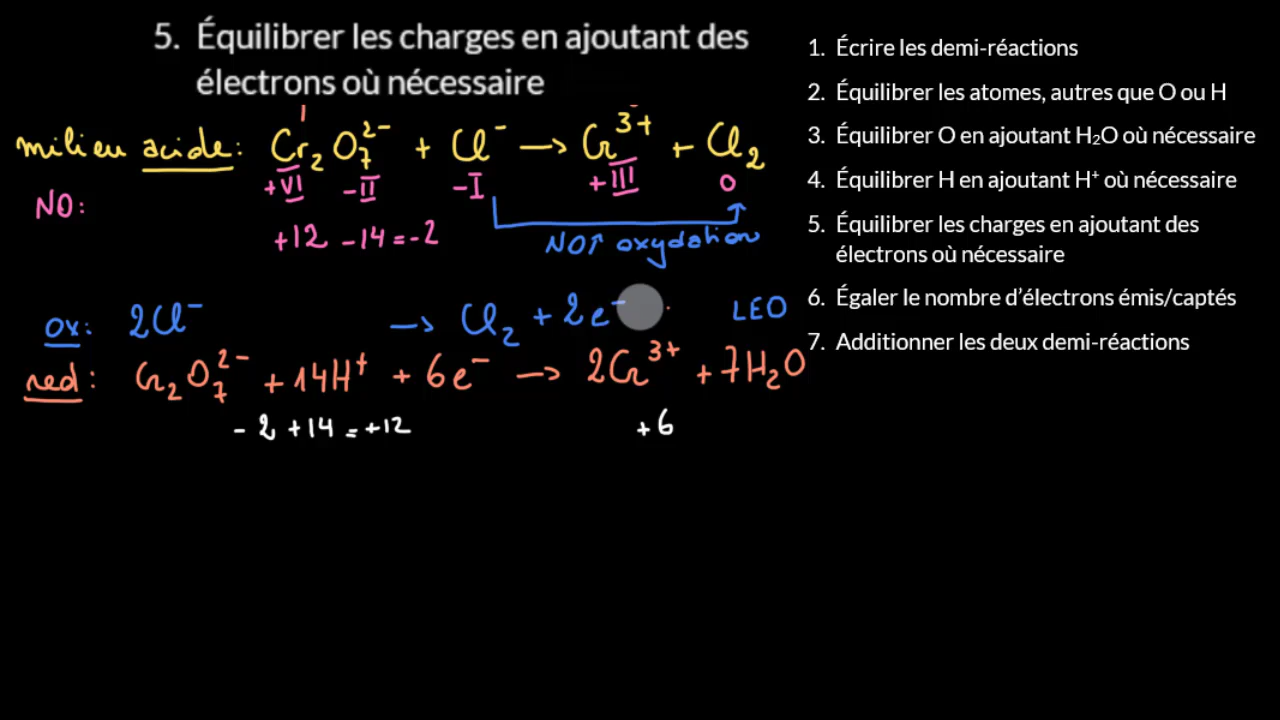 5. Équilibrer les charges en ajoutant des
électrons où nécessaire
milieu acide: Cr₂O₇²⁻ + Cl⁻ → Cr³⁺ + Cl₂
NO: +VI -II -I +III 0
+12 -14 = -2
NO↑ oxydation
ox: 2Cl⁻ → Cl₂ + 2e⁻ LEO
red: Cr₂O₇²⁻ + 14H⁺ + 6e⁻ → 2Cr³⁺ + 7H₂O
-2 +14 = +12 +6
1. Écrire les demi-réactions
2. Équilibrer les atomes, autres que O ou H
3. Équilibrer O en ajoutant H₂O où nécessaire
4. Équilibrer H en ajoutant H⁺ où nécessaire
5. Équilibrer les charges en ajoutant des
électrons où nécessaire
6. Égaler le nombre d'électrons émis/captés
7. Additionner les deux demi-réactions